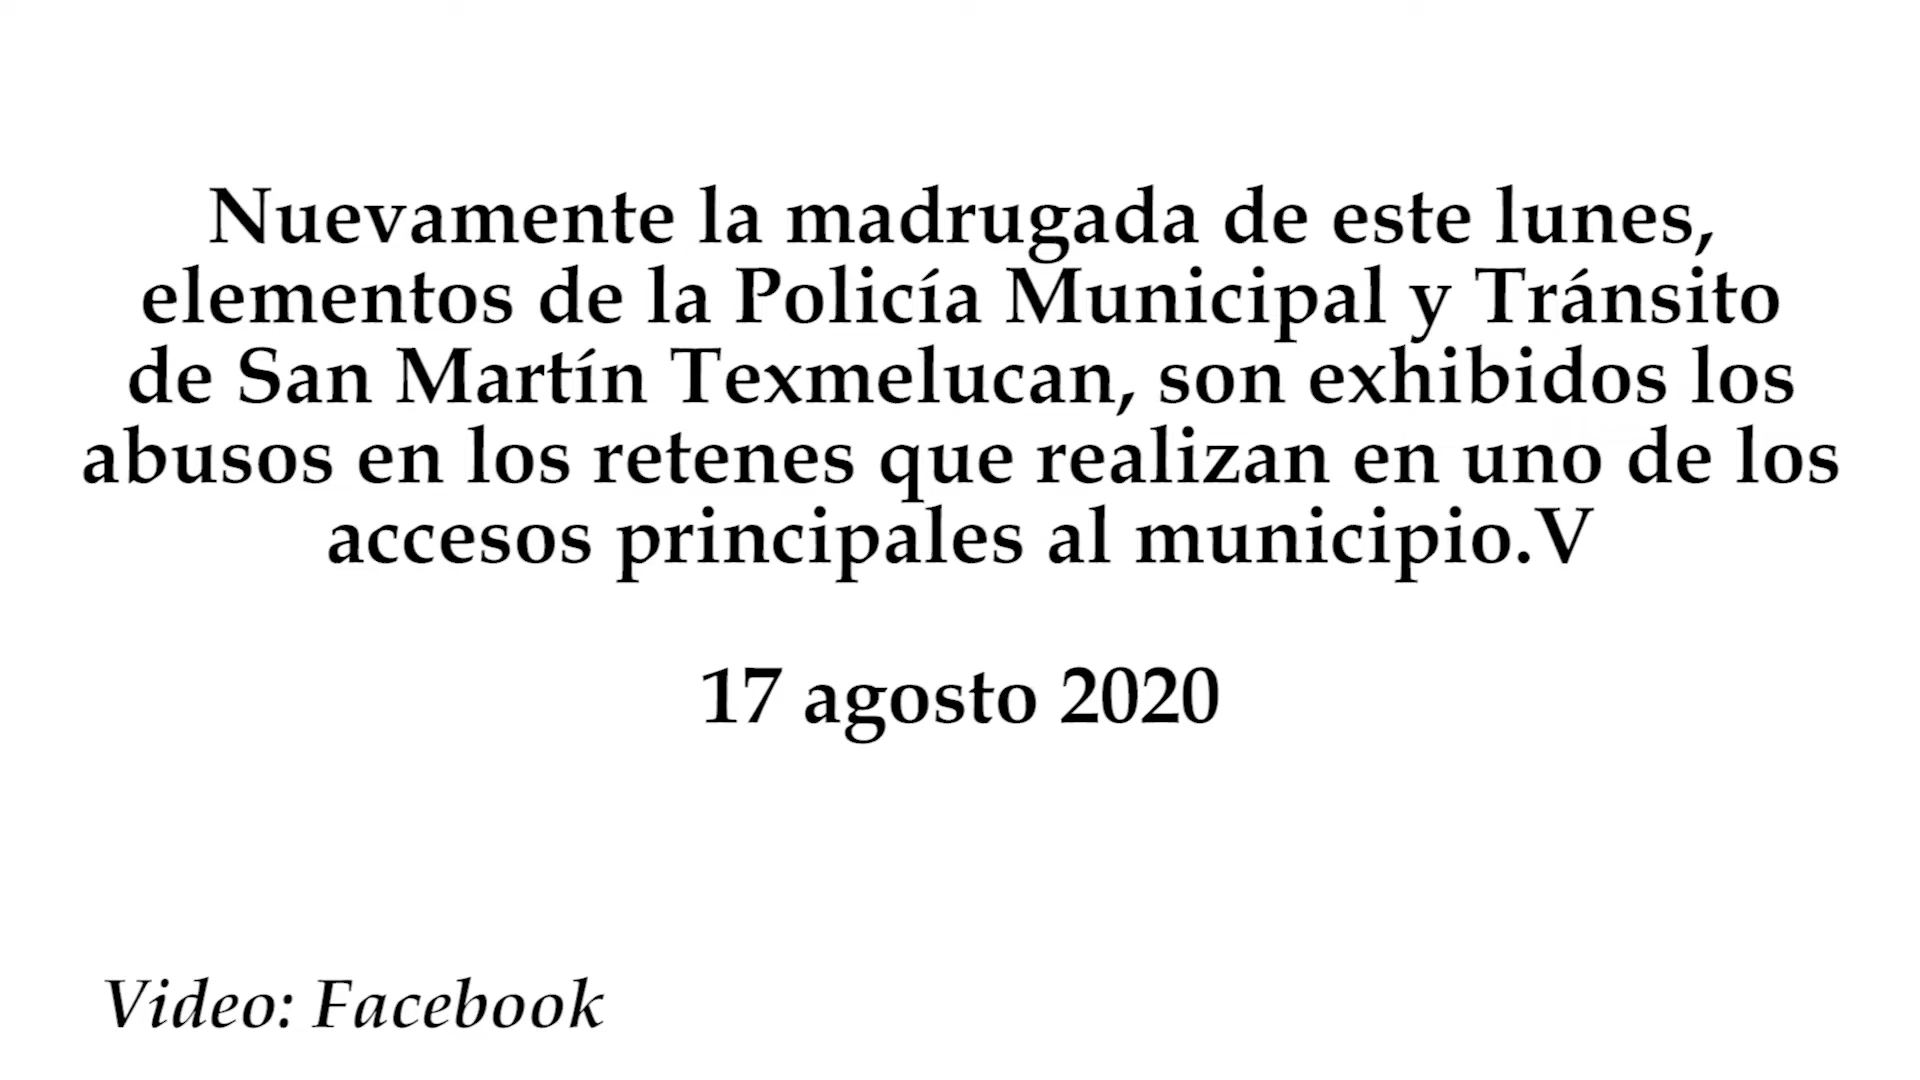 Nuevamente la madrugada de este lunes,
elementos de la Policía Municipal y Tránsito
de San Martín Texmelucan, son exhibidos los
abusos en los retenes que realizan en uno de los
accesos principales al municipio.V
17 agosto 2020
Video: Facebook